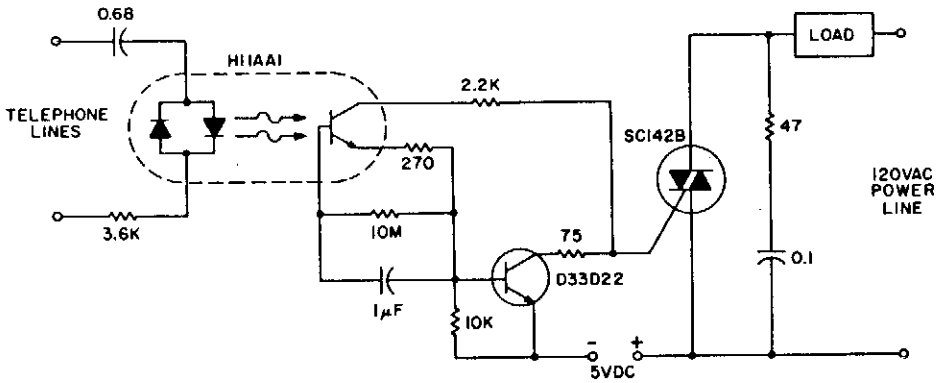 0.68
H11AA1
TELEPHONE
LINES
3.6K
2.2K
270
10M
1µF
10K
75
D33D22
SC142B
LOAD
47
0.1
120VAC
POWER
LINE
-
+
5VDC